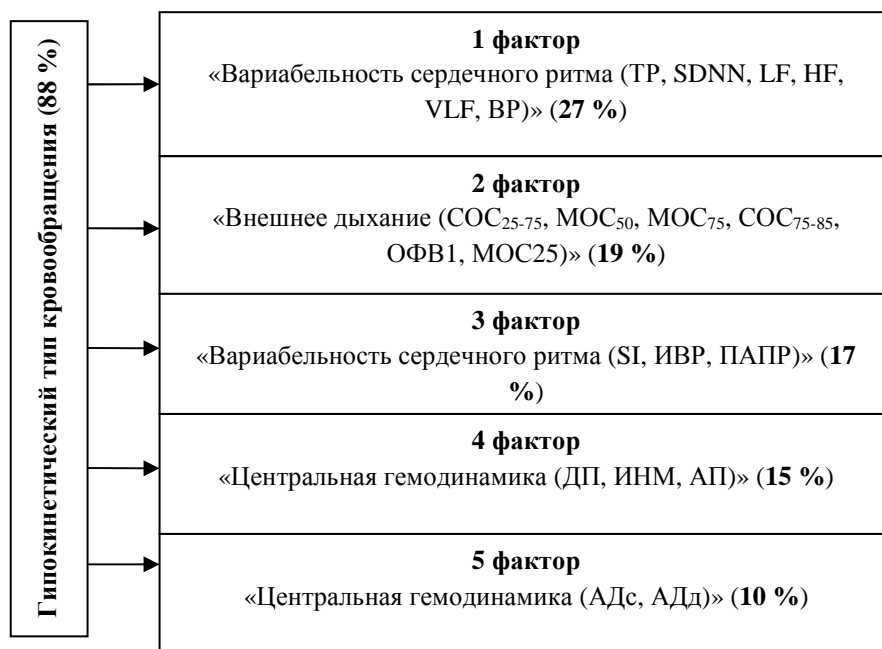 Гипокинетический тип кровообращения (88 %)
1 фактор
«Вариабельность сердечного ритма (TP, SDNN, LF, HF,
VLF, ВР)» (27 %)
2 фактор
«Внешнее дыхание (СОС25-75, МОС50, МОС75, СОС75-85,
ОФВ1, МОС25)» (19 %)
3 фактор
«Вариабельность сердечного ритма (SI, ИВР, ПАПР)» (17
%)
4 фактор
«Центральная гемодинамика (ДП, ИНМ, АП)» (15 %)
5 фактор
«Центральная гемодинамика (АДс, АДд)» (10 %)